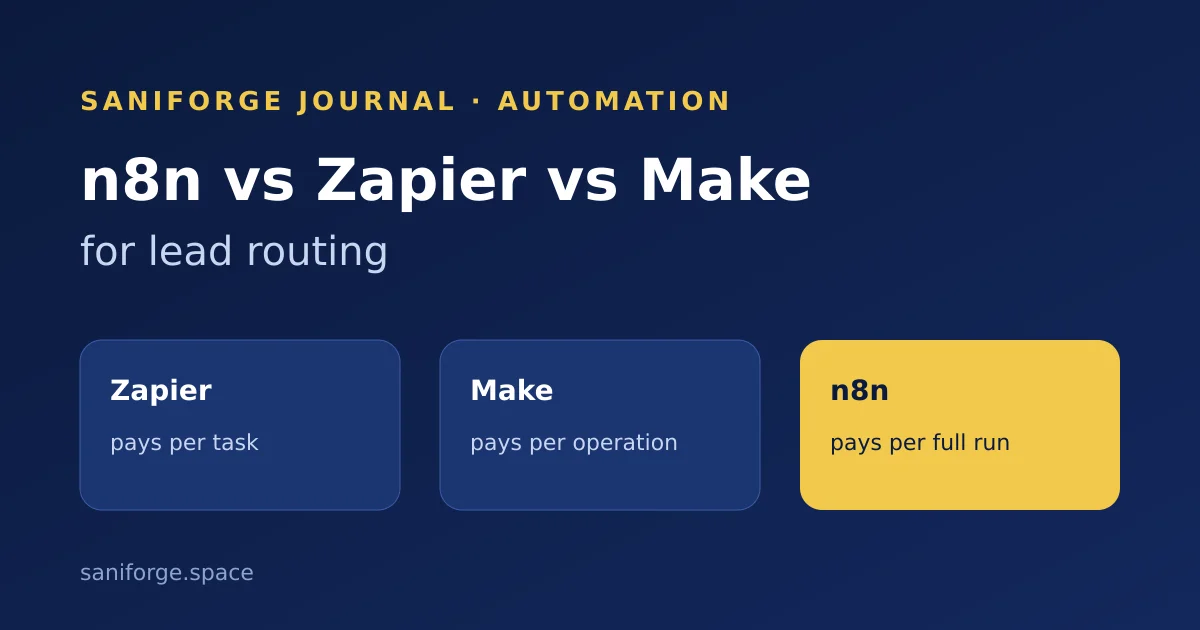 SANIFORGE JOURNAL · AUTOMATION
n8n vs Zapier vs Make
for lead routing
Zapier
pays per task
Make
pays per operation
n8n
pays per full run
saniforge.space